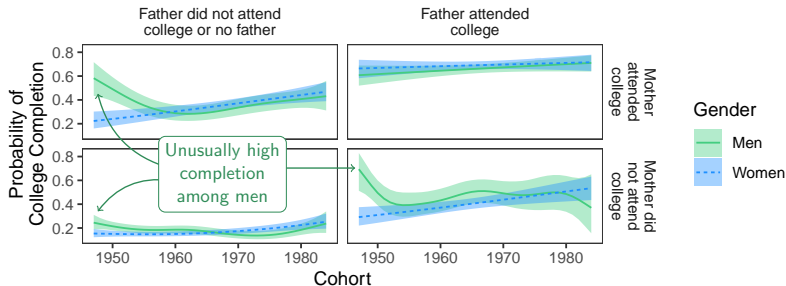 Father did not attend
college or no father
Father attended
college
Probability of
College Completion
0.8
0.6
0.4
0.2
Mother
attended
college
Unusually high
completion
among men
0.8
0.6
0.4
0.2
Mother did
not attend
college
1950
1960
1970
1980
1950
1960
1970
1980
Cohort
Gender
Men
Women